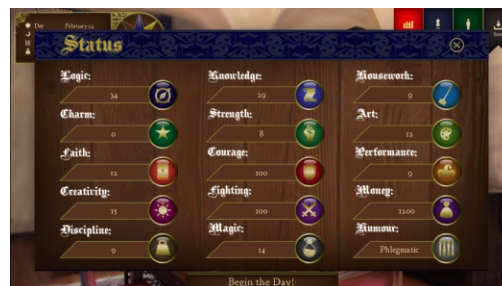 Day February 14
Status
Save
Logic: Knowledge: Housework:
34 29 9
Charm: Strength: Art:
0 8 12
Faith: Courage: Performance:
12 100 9
Creativity: Fighting: Money:
15 100 1200
Discipline: Magic: Humour:
9 14 Phlegmatic
Begin the Day!